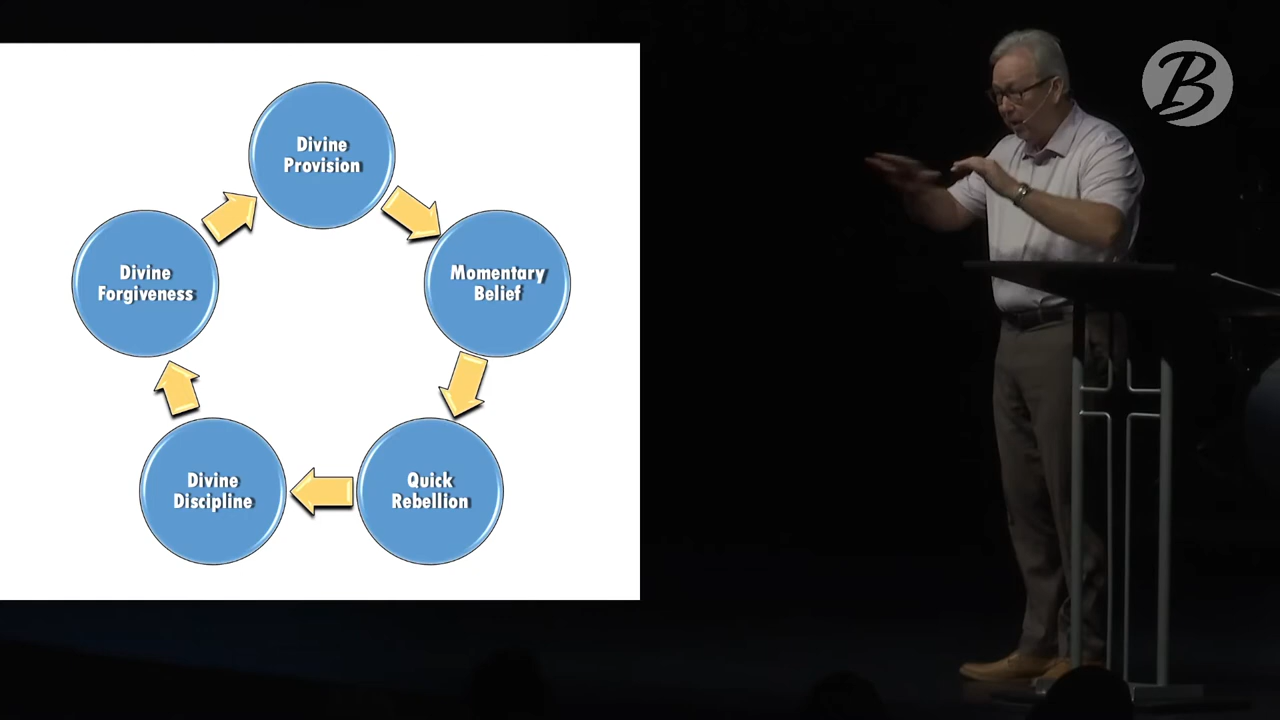 B
Divine
Provision
Momentary
Belief
Quick
Rebellion
Divine
Discipline
Divine
Forgiveness